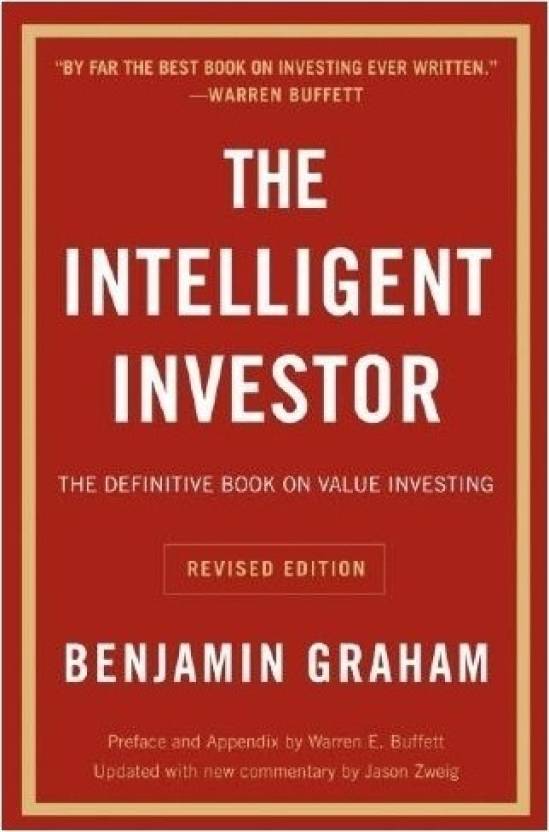 “BY FAR THE BEST BOOK ON INVESTING EVER WRITTEN.”
—WARREN BUFFETT
THE
INTELLIGENT
INVESTOR
THE DEFINITIVE BOOK ON VALUE INVESTING
REVISED EDITION
BENJAMIN GRAHAM
Preface and Appendix by Warren E. Buffett
Updated with new commentary by Jason Zweig